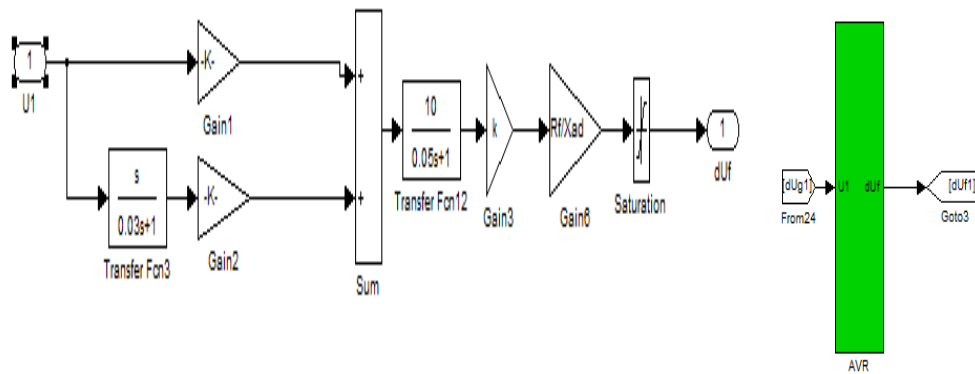 1
U1
-K-
Gain1
s
0.03s+1
Transfer Fcn3
-K-
Gain2
+
+
Sum
10
0.05s+1
Transfer Fcn12
k
Gain3
Rf/Xad
Gain6
Saturation
1
dUf
[dUg1]
From24
U1
dUf
AVR
[dUf1]
Goto3